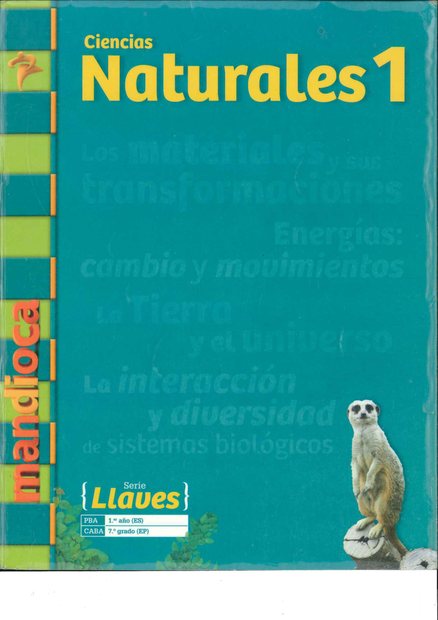 Ciencias
Naturales 1
Los materiales y sus
transformaciones
Energías:
cambio y movimientos
La Tierra
y el universo
La interacción
y diversidad
de sistemas biológicos
mandioca
Serie
{Llaves}
PBA 1.er año (ES)
CABA 7.º grado (EP)